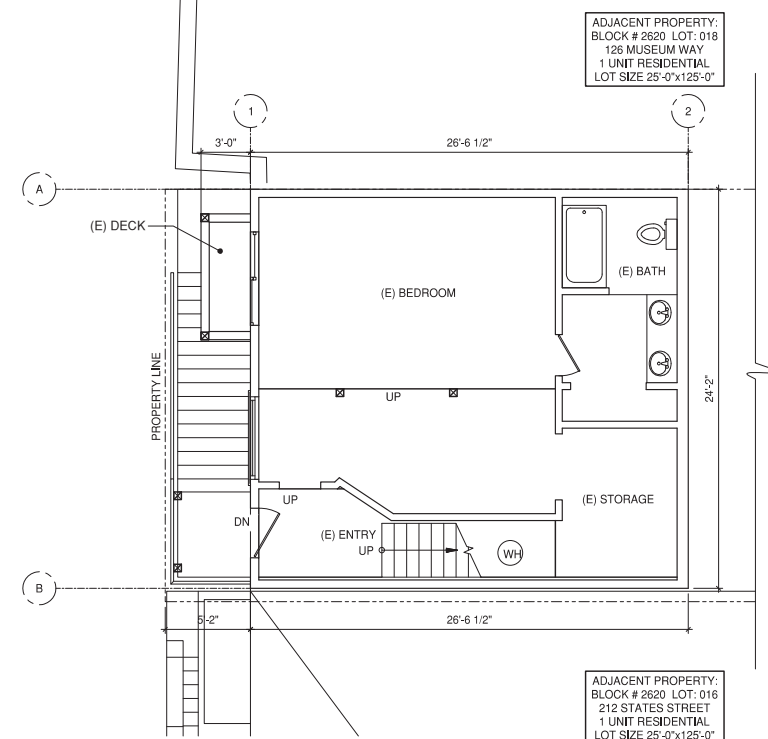 ADJACENT PROPERTY:
BLOCK # 2620 LOT: 018
126 MUSEUM WAY
1 UNIT RESIDENTIAL
LOT SIZE 25'-0"x125'-0"
1
2
3'-0"
26'-6 1/2"
A
(E) DECK
(E) BATH
(E) BEDROOM
PROPERTY LINE
24'-2"
UP
UP
(E) STORAGE
DN
(E) ENTRY
UP
WH
B
5'-2"
26'-6 1/2"
ADJACENT PROPERTY:
BLOCK # 2620 LOT: 016
212 STATES STREET
1 UNIT RESIDENTIAL
LOT SIZE 25'-0"x125'-0"